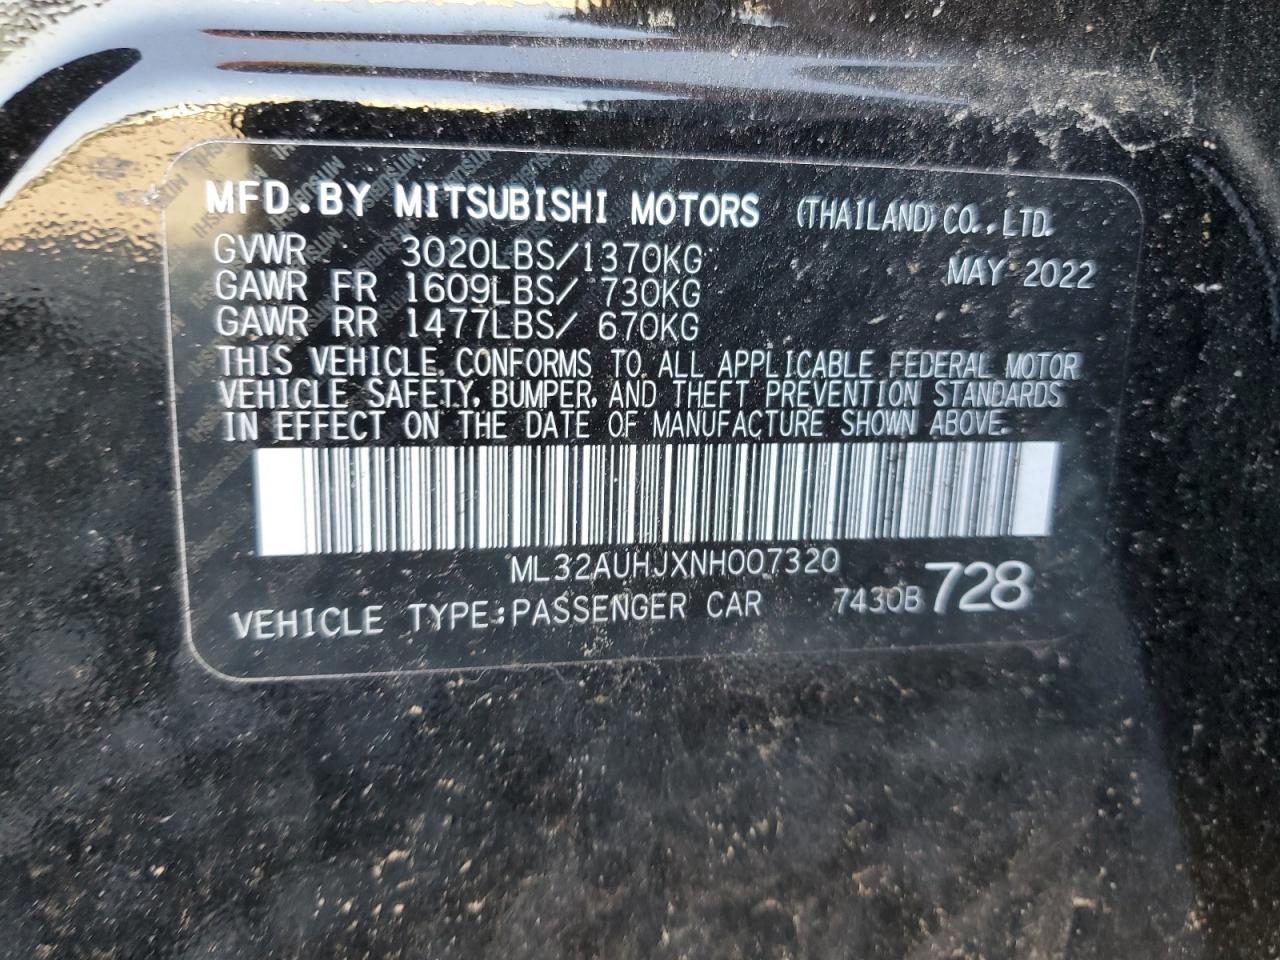 MFD.BY MITSUBISHI MOTORS (THAILAND) CO., LTD.
GVWR 3020LBS/1370KG MAY 2022
GAWR FR 1609LBS/ 730KG
GAWR RR 1477LBS/ 670KG
THIS VEHICLE CONFORMS TO ALL APPLICABLE FEDERAL MOTOR
VEHICLE SAFETY, BUMPER, AND THEFT PREVENTION STANDARDS
IN EFFECT ON THE DATE OF MANUFACTURE SHOWN ABOVE.
ML32AUHJXNH007320
VEHICLE TYPE:PASSENGER CAR 7430B728